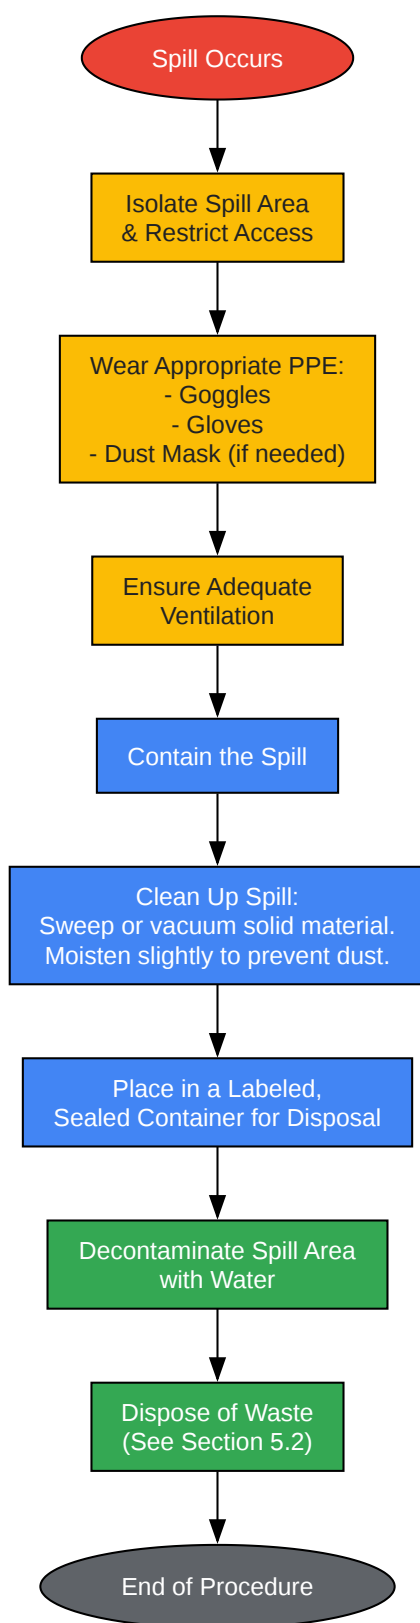 Spill Occurs
Isolate Spill Area
& Restrict Access
Wear Appropriate PPE:
- Goggles
- Gloves
- Dust Mask (if needed)
Ensure Adequate
Ventilation
Contain the Spill
Clean Up Spill:
Sweep or vacuum solid material.
Moisten slightly to prevent dust.
Place in a Labeled,
Sealed Container for Disposal
Decontaminate Spill Area
with Water
Dispose of Waste
(See Section 5.2)
End of Procedure